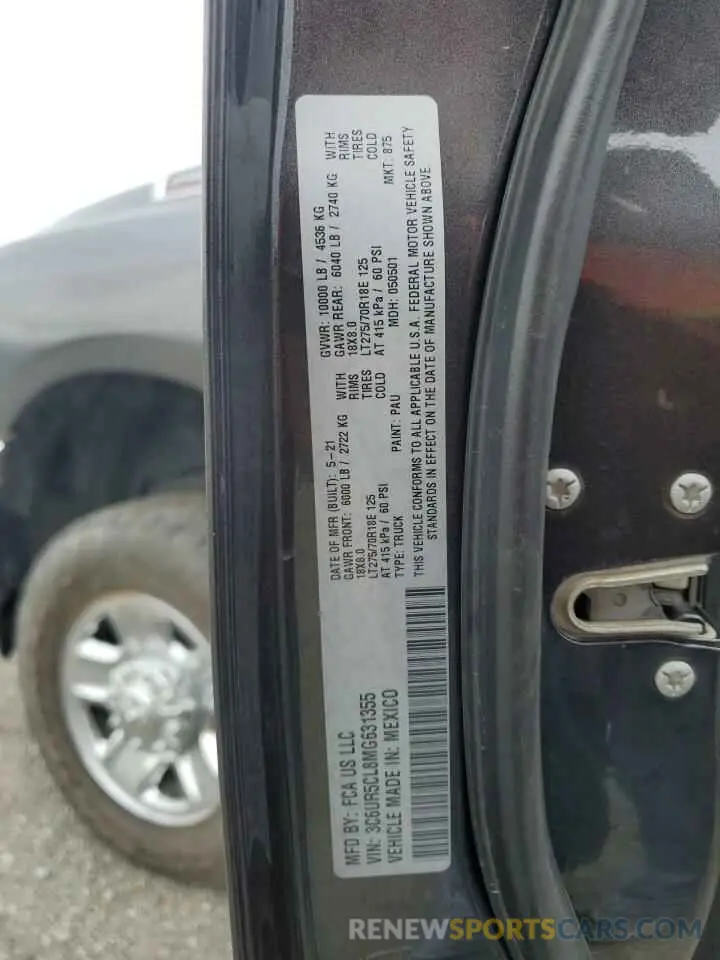 MFD BY: FCA US LLC
VIN: 3C6UR5CL8MG631355
VEHICLE MADE IN: MEXICO
DATE OF MFR (BUILT): 5-21
GVWR: 10000 LB / 4536 KG
GAWR FRONT: 6000 LB / 2722 KG WITH
GAWR REAR: 6040 LB / 2740 KG WITH
18X8.0 RIMS
18X8.0 RIMS
LT275/70R18E 125 TIRES
LT275/70R18E 125 TIRES
AT 415 kPa / 60 PSI COLD
AT 415 kPa / 60 PSI COLD
TYPE: TRUCK PAINT: PAU MDH: 050501 MKT: 875
THIS VEHICLE CONFORMS TO ALL APPLICABLE U.S.A. FEDERAL MOTOR VEHICLE SAFETY
STANDARDS IN EFFECT ON THE DATE OF MANUFACTURE SHOWN ABOVE
RENEWSPORTSCARS.COM